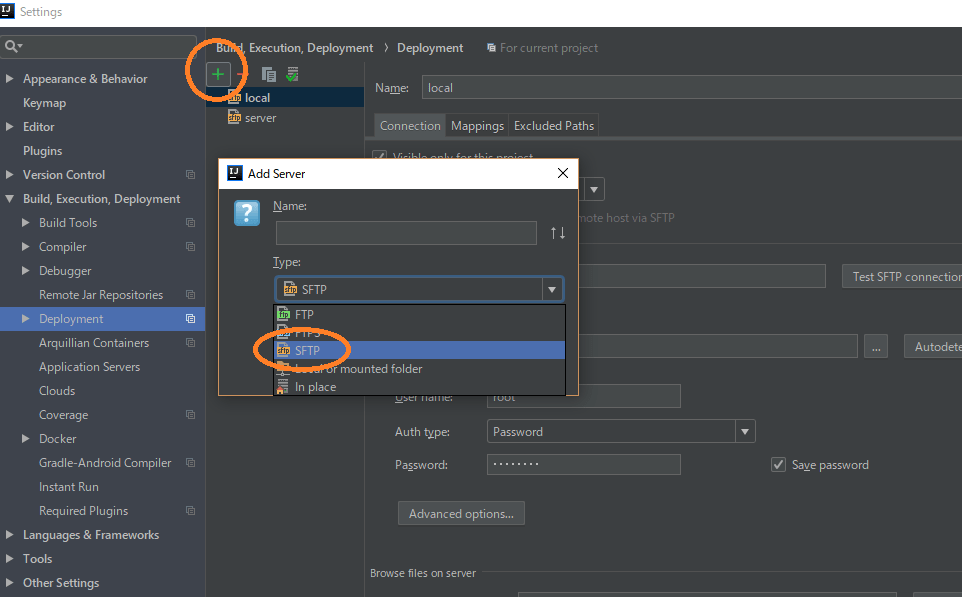 Settings
Build, Execution, Deployment › Deployment For current project
Appearance & Behavior
Keymap
Editor
Plugins
Version Control
Build, Execution, Deployment
Build Tools
Compiler
Debugger
Remote Jar Repositories
Deployment
Arquillian Containers
Application Servers
Clouds
Coverage
Docker
Gradle-Android Compiler
Instant Run
Required Plugins
Languages & Frameworks
Tools
Other Settings
local
server
Name: local
Connection Mappings Excluded Paths
Visible only for this project
mote host via SFTP
Test SFTP connection
... Autodete
User name: root
Auth type: Password
Password: ········ Save password
Advanced options...
Browse files on server
Add Server
Name:
Type:
SFTP
FTP
FTPS
SFTP
Local or mounted folder
In place